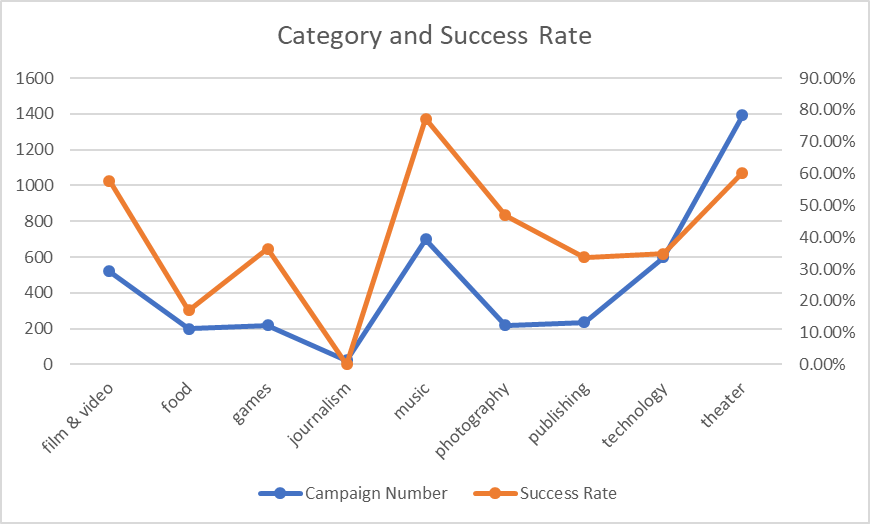 Category and Success Rate
1600
1400
1200
1000
800
600
400
200
0
90.00%
80.00%
70.00%
60.00%
50.00%
40.00%
30.00%
20.00%
10.00%
0.00%
film & video
food
games
journalism
music
photography
publishing
technology
theater
Campaign Number
Success Rate